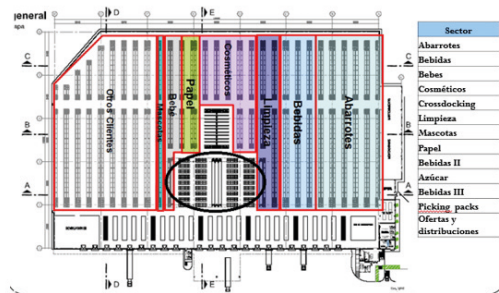 general
D
E
Sector
Abarrotes
Bebidas
Bebes
Cosméticos
Crossdocking
Limpieza
Mascotas
Papel
Bebidas II
Azúcar
Bebidas III
Picking packs
Ofertas y
distribuciones
C
C
B
B
A
A
Otros Clientes
Mascotas
Bebé
Papel
Cosméticos
Limpieza
Bebidas
Abarrotes
D
E